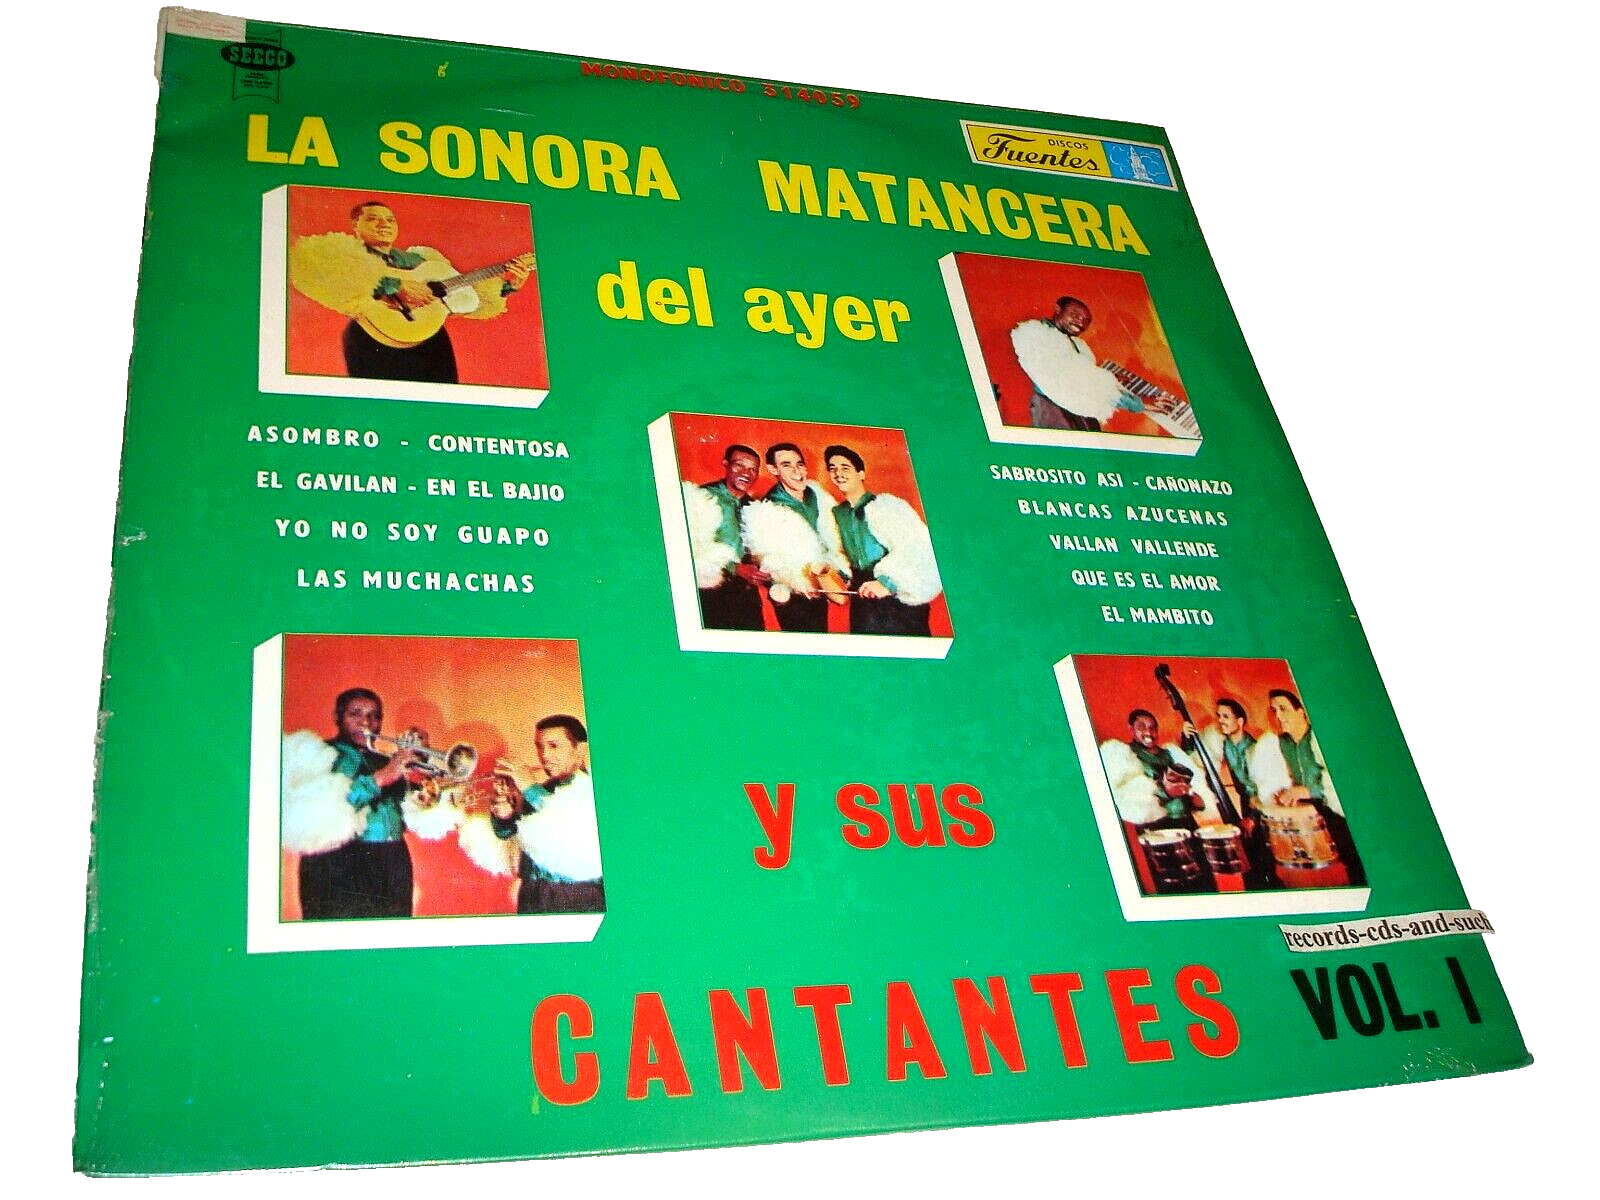 SEECO
MONOFONICO 314059
DISCOS
Fuentes
LA SONORA MATANCERA
del ayer
ASOMBRO - CONTENTOSA
EL GAVILAN - EN EL BAJIO
YO NO SOY GUAPO
LAS MUCHACHAS
SABROSITO ASI - CAÑONAZO
BLANCAS AZUCENAS
VALLAN VALLENDE
QUE ES EL AMOR
EL MAMBITO
y sus
CANTANTES VOL. I
records-cds-and-such